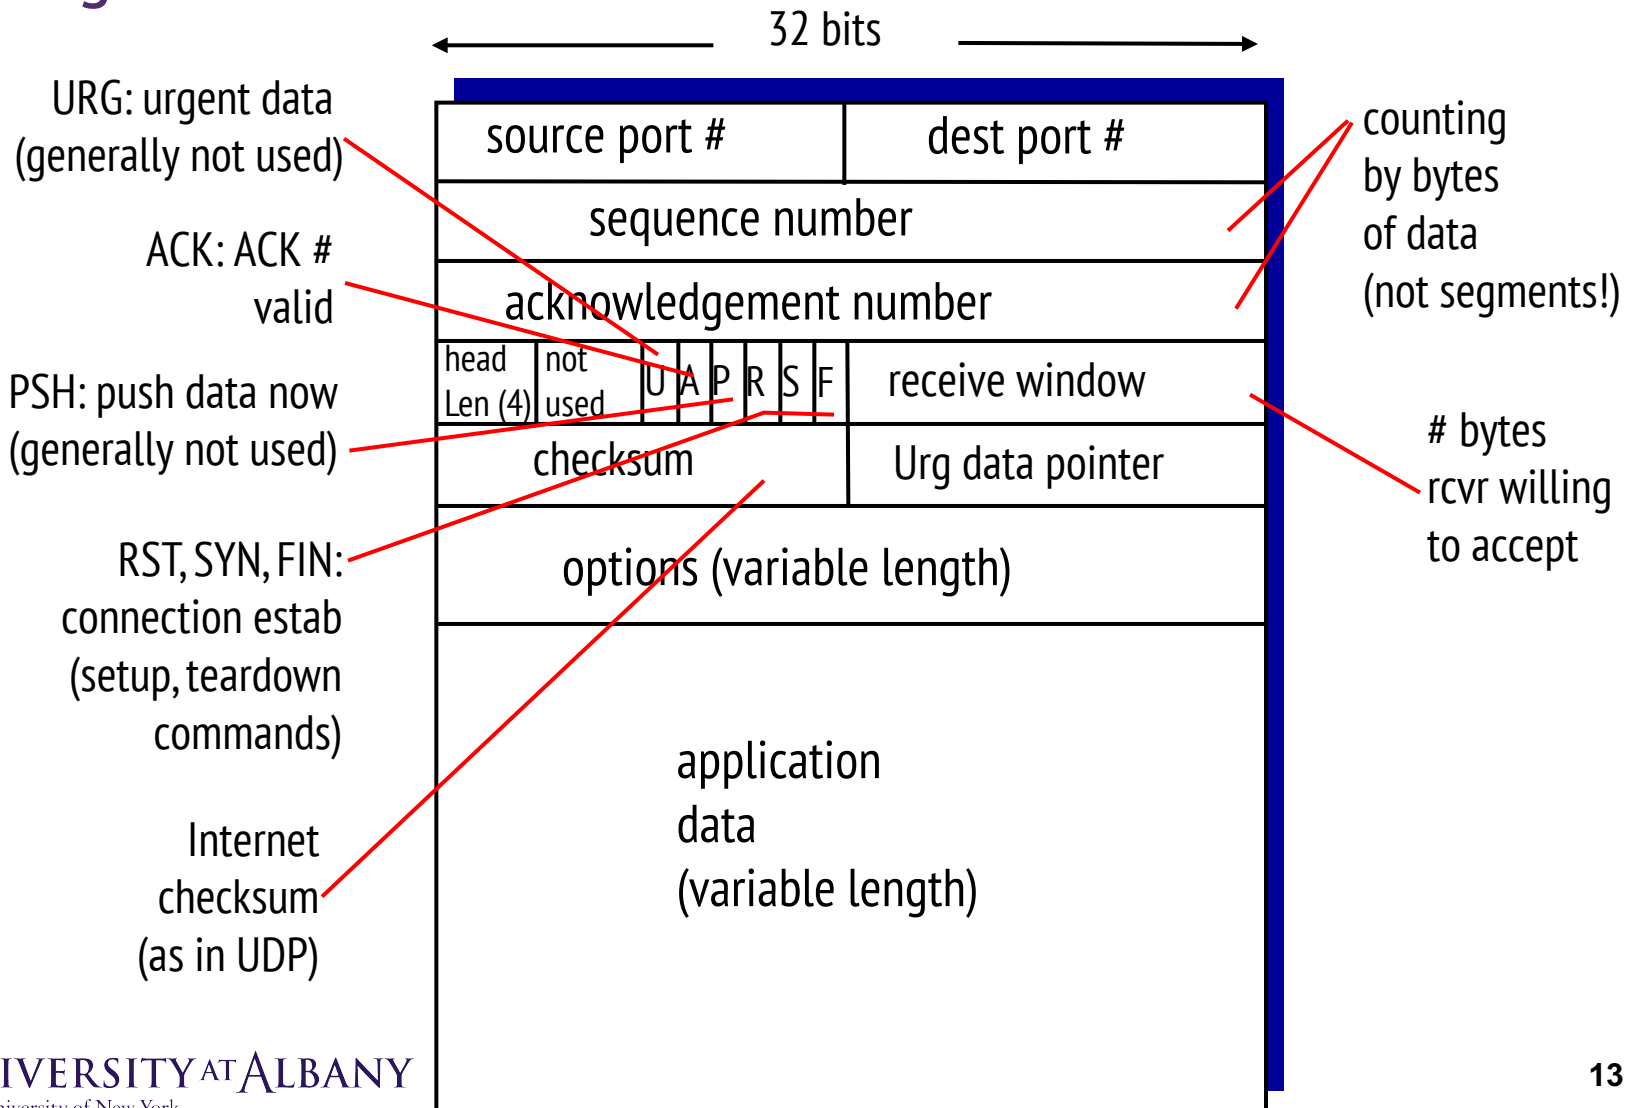 32 bits
URG: urgent data
(generally not used)
ACK: ACK #
valid
PSH: push data now
(generally not used)
RST, SYN, FIN:
connection estab
(setup, teardown
commands)
Internet
checksum
(as in UDP)
source port #
dest port #
sequence number
acknowledgement number
head
Len (4)
not
used
U A P R S F
receive window
checksum
Urg data pointer
options (variable length)
application
data
(variable length)
counting
by bytes
of data
(not segments!)
# bytes
rcvr willing
to accept
IVERSITY AT ALBANY
of New York
13